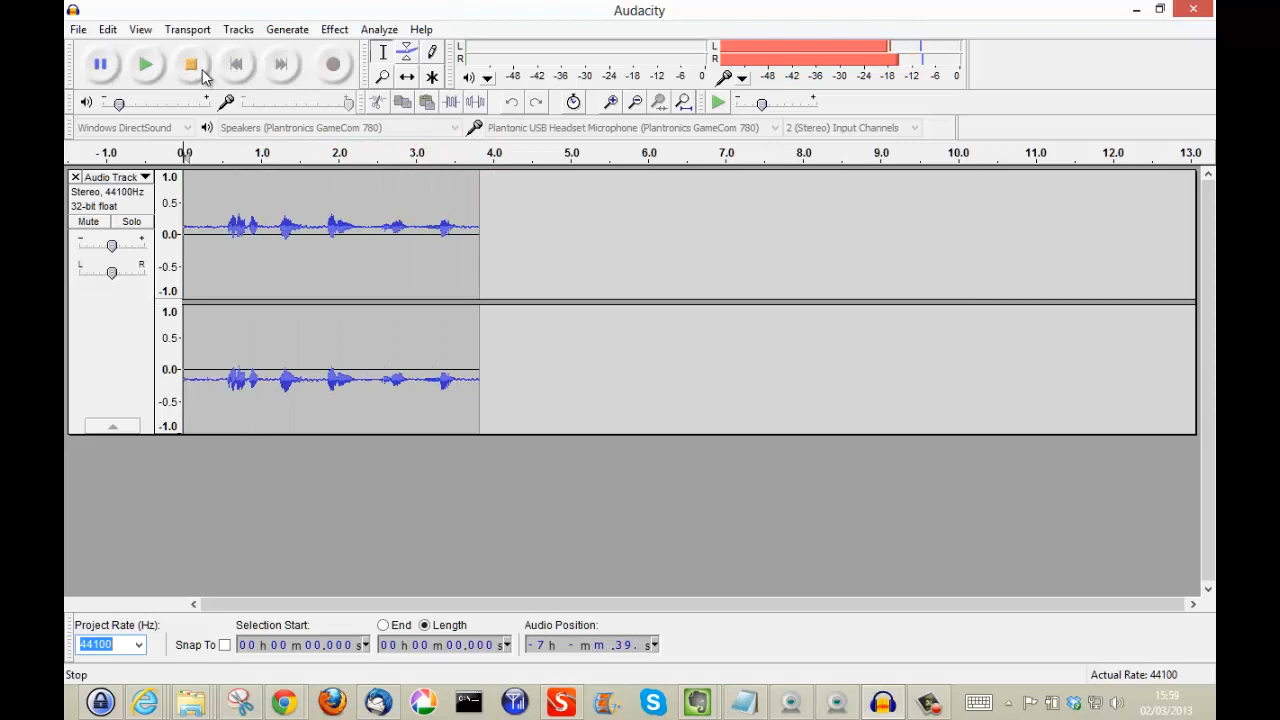 Audacity
File Edit View Transport Tracks Generate Effect Analyze Help
L
R
-48 -42 -36 -30 -24 -18 -12 -6 0
L
R
-48 -42 -36 -30 -24 -18 -12 -6 0
Windows DirectSound
Speakers (Plantronics GameCom 780)
Plantonic USB Headset Microphone (Plantronics GameCom 780)
2 (Stereo) Input Channels
-1.0 0.0 1.0 2.0 3.0 4.0 5.0 6.0 7.0 8.0 9.0 10.0 11.0 12.0 13.0
X Audio Track
Stereo, 44100Hz
32-bit float
Mute Solo
- +
L R
1.0
0.5
0.0
-0.5
-1.0
1.0
0.5
0.0
-0.5
-1.0
Project Rate (Hz):
44100
Snap To
Selection Start:
00 h 00 m 00.000 s
End Length
00 h 00 m 00.000 s
Audio Position:
-7 h - m m .39. s
Stop
Actual Rate: 44100
15:59
02/03/2013